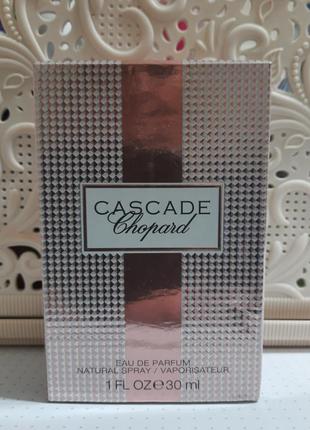 CASCADE
Chopard
EAU DE PARFUM
NATURAL SPRAY / VAPORISATEUR
1 FL OZ e 30 ml